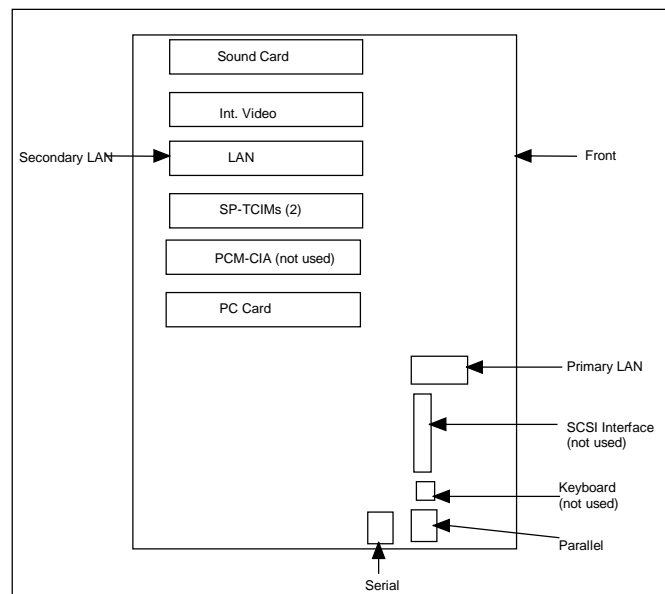 Sound Card
Int. Video
Secondary LAN
LAN
Front
SP-TCIMs (2)
PCM-CIA (not used)
PC Card
Primary LAN
SCSI Interface
(not used)
Keyboard
(not used)
Parallel
Serial